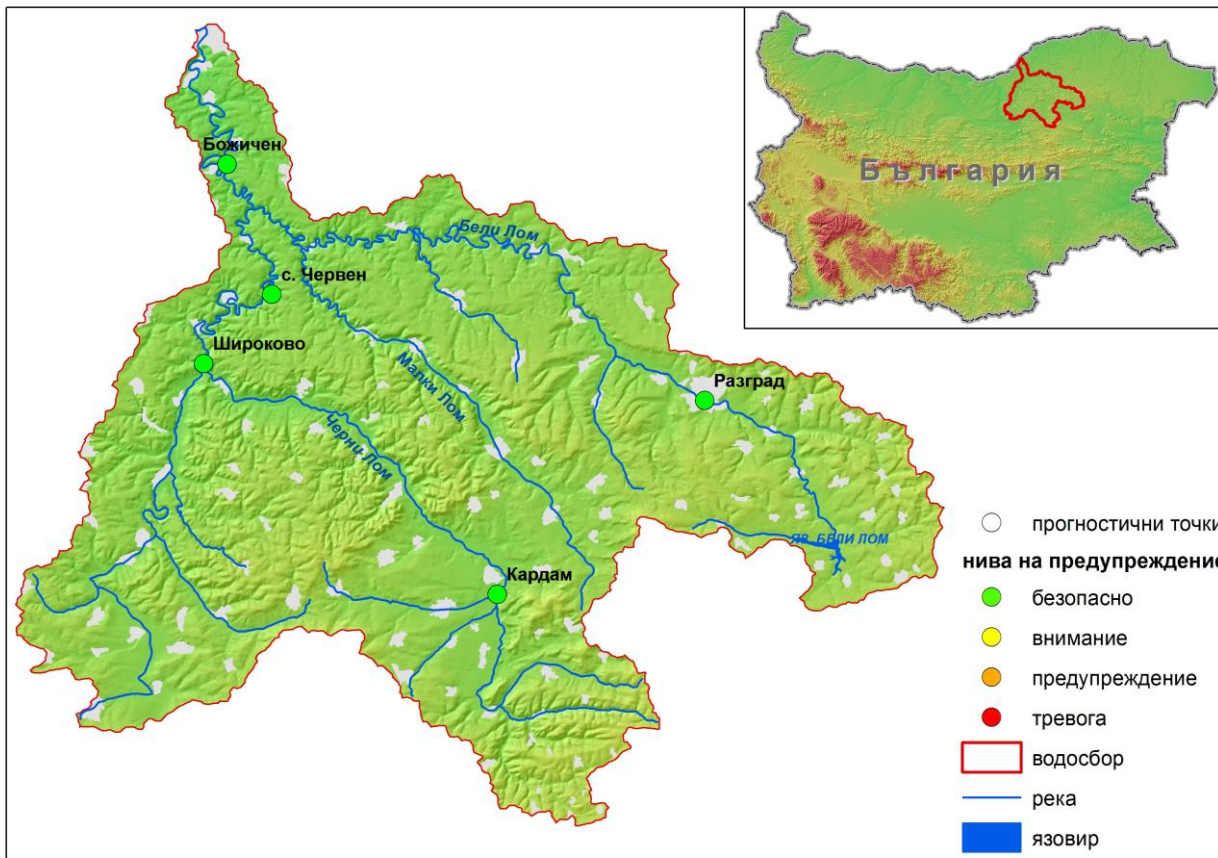 Божичен
с. Червен
Широково
Бели Лом
Малки Лом
Черни Лом
Разград
Кардам
яз. БЕЛИ ЛОМ
България
прогностични точки
нива на предупреждение
безопасно
внимание
предупреждение
тревога
водосбор
река
язовир